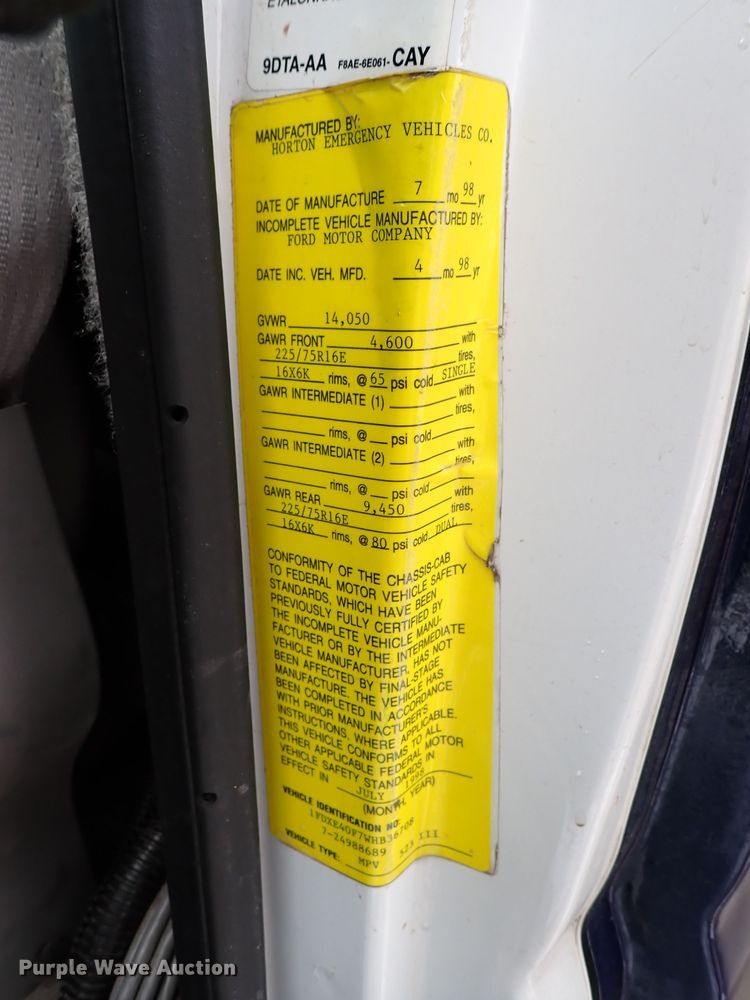 9DTA-AA F8AE-6E061-CAY
MANUFACTURED BY:
HORTON EMERGENCY VEHICLES CO.
DATE OF MANUFACTURE 7 mo 98 yr
INCOMPLETE VEHICLE MANUFACTURED BY:
FORD MOTOR COMPANY
DATE INC. VEH. MFD. 4 mo 98 yr
GVWR 14,050
GAWR FRONT 4,600 with
225/75R16E tires,
16X6K rims, @ 65 psi cold SINGLE
GAWR INTERMEDIATE (1) with
tires,
rims, @ psi cold
GAWR INTERMEDIATE (2) with
tires,
rims, @ psi cold with
GAWR REAR 9,450
225/75R16E tires,
16X6K rims, @ 80 psi cold DUAL
CONFORMITY OF THE CHASSIS-CAB
TO FEDERAL MOTOR VEHICLE SAFETY
STANDARDS, WHICH HAVE BEEN
PREVIOUSLY FULLY CERTIFIED BY
THE INCOMPLETE VEHICLE MANU-
FACTURER OR BY THE INTERMEDIATE
VEHICLE MANUFACTURER, HAS NOT
BEEN AFFECTED BY FINAL-STAGE
MANUFACTURE. THE VEHICLE HAS
BEEN COMPLETED IN ACCORDANCE
WITH PRIOR MANUFACTURER'S
INSTRUCTIONS, WHERE APPLICABLE.
THIS VEHICLE CONFORMS TO ALL
OTHER APPLICABLE FEDERAL MOTOR
VEHICLE SAFETY STANDARDS IN
EFFECT IN JULY 1998
(MONTH, YEAR)
VEHICLE IDENTIFICATION NO:
1FDXE40F7WHB36708
7-24988689 523 III
VEHICLE TYPE: MPV
Purple Wave Auction